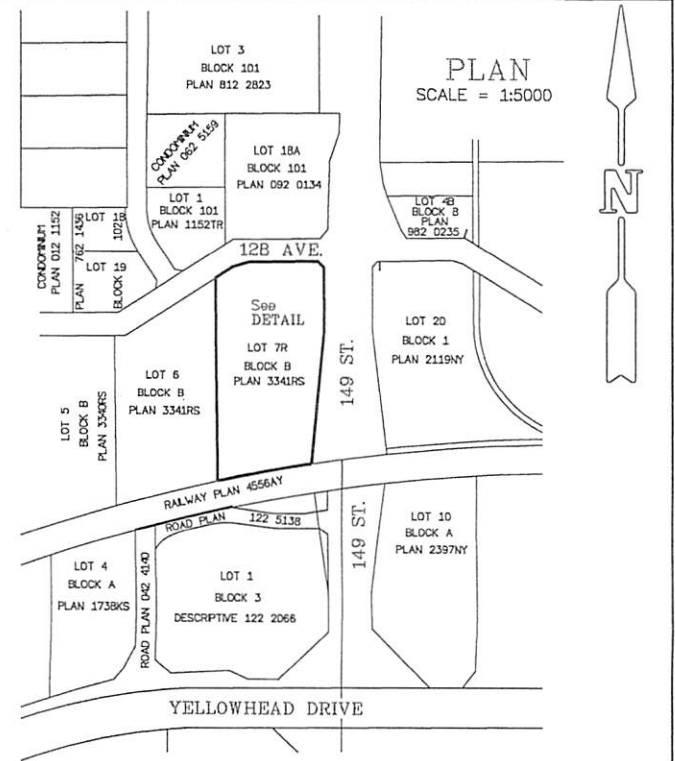 PLAN
SCALE = 1:5000
N
LOT 3
BLOCK 101
PLAN 812 2823
CONDOMINIUM
PLAN 062 5159
LOT 18A
BLOCK 101
PLAN 092 0134
LOT 1
BLOCK 101
PLAN 1152TR
LOT 4B
BLOCK 8
PLAN
982 0235
CONDOMINIUM
PLAN 012 1152
PLAN 762 1436
LOT 18
LOT 19
BLOCK 102
128 AVE.
See
DETAIL
LOT 7R
BLOCK B
PLAN 3341RS
149 ST.
LOT 20
BLOCK 1
PLAN 2119NY
LOT 6
BLOCK B
PLAN 3341RS
LOT 5
BLOCK B
PLAN 3340RS
RAILWAY PLAN 4556AY
ROAD PLAN 122 5138
149 ST.
LOT 10
BLOCK A
PLAN 2397NY
LOT 4
BLOCK A
PLAN 1738KS
ROAD PLAN 042 4140
LOT 1
BLOCK 3
DESCRIPTIVE 122 2066
YELLOWHEAD DRIVE